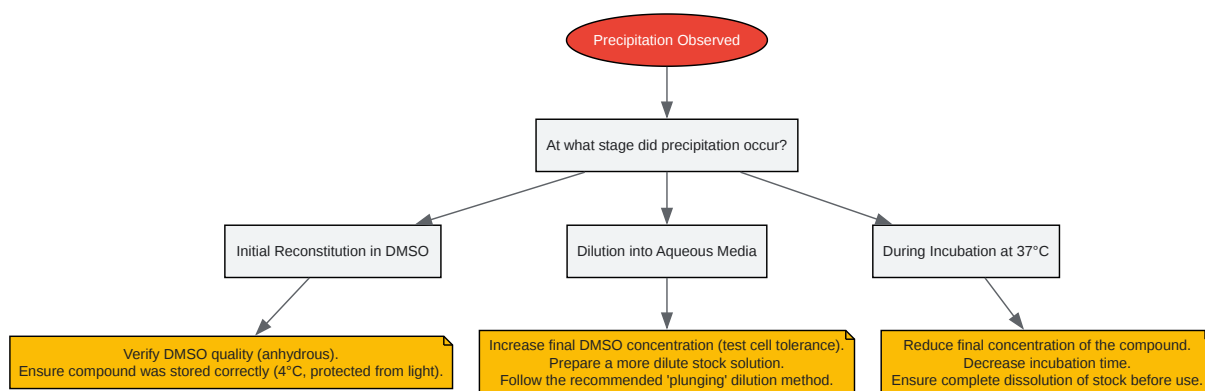 Precipitation Observed
At what stage did precipitation occur?
Initial Reconstitution in DMSO
Dilution into Aqueous Media
During Incubation at 37°C
Verify DMSO quality (anhydrous).
Ensure compound was stored correctly (4°C, protected from light).
Increase final DMSO concentration (test cell tolerance).
Prepare a more dilute stock solution.
Follow the recommended 'plunging' dilution method.
Reduce final concentration of the compound.
Decrease incubation time.
Ensure complete dissolution of stock before use.